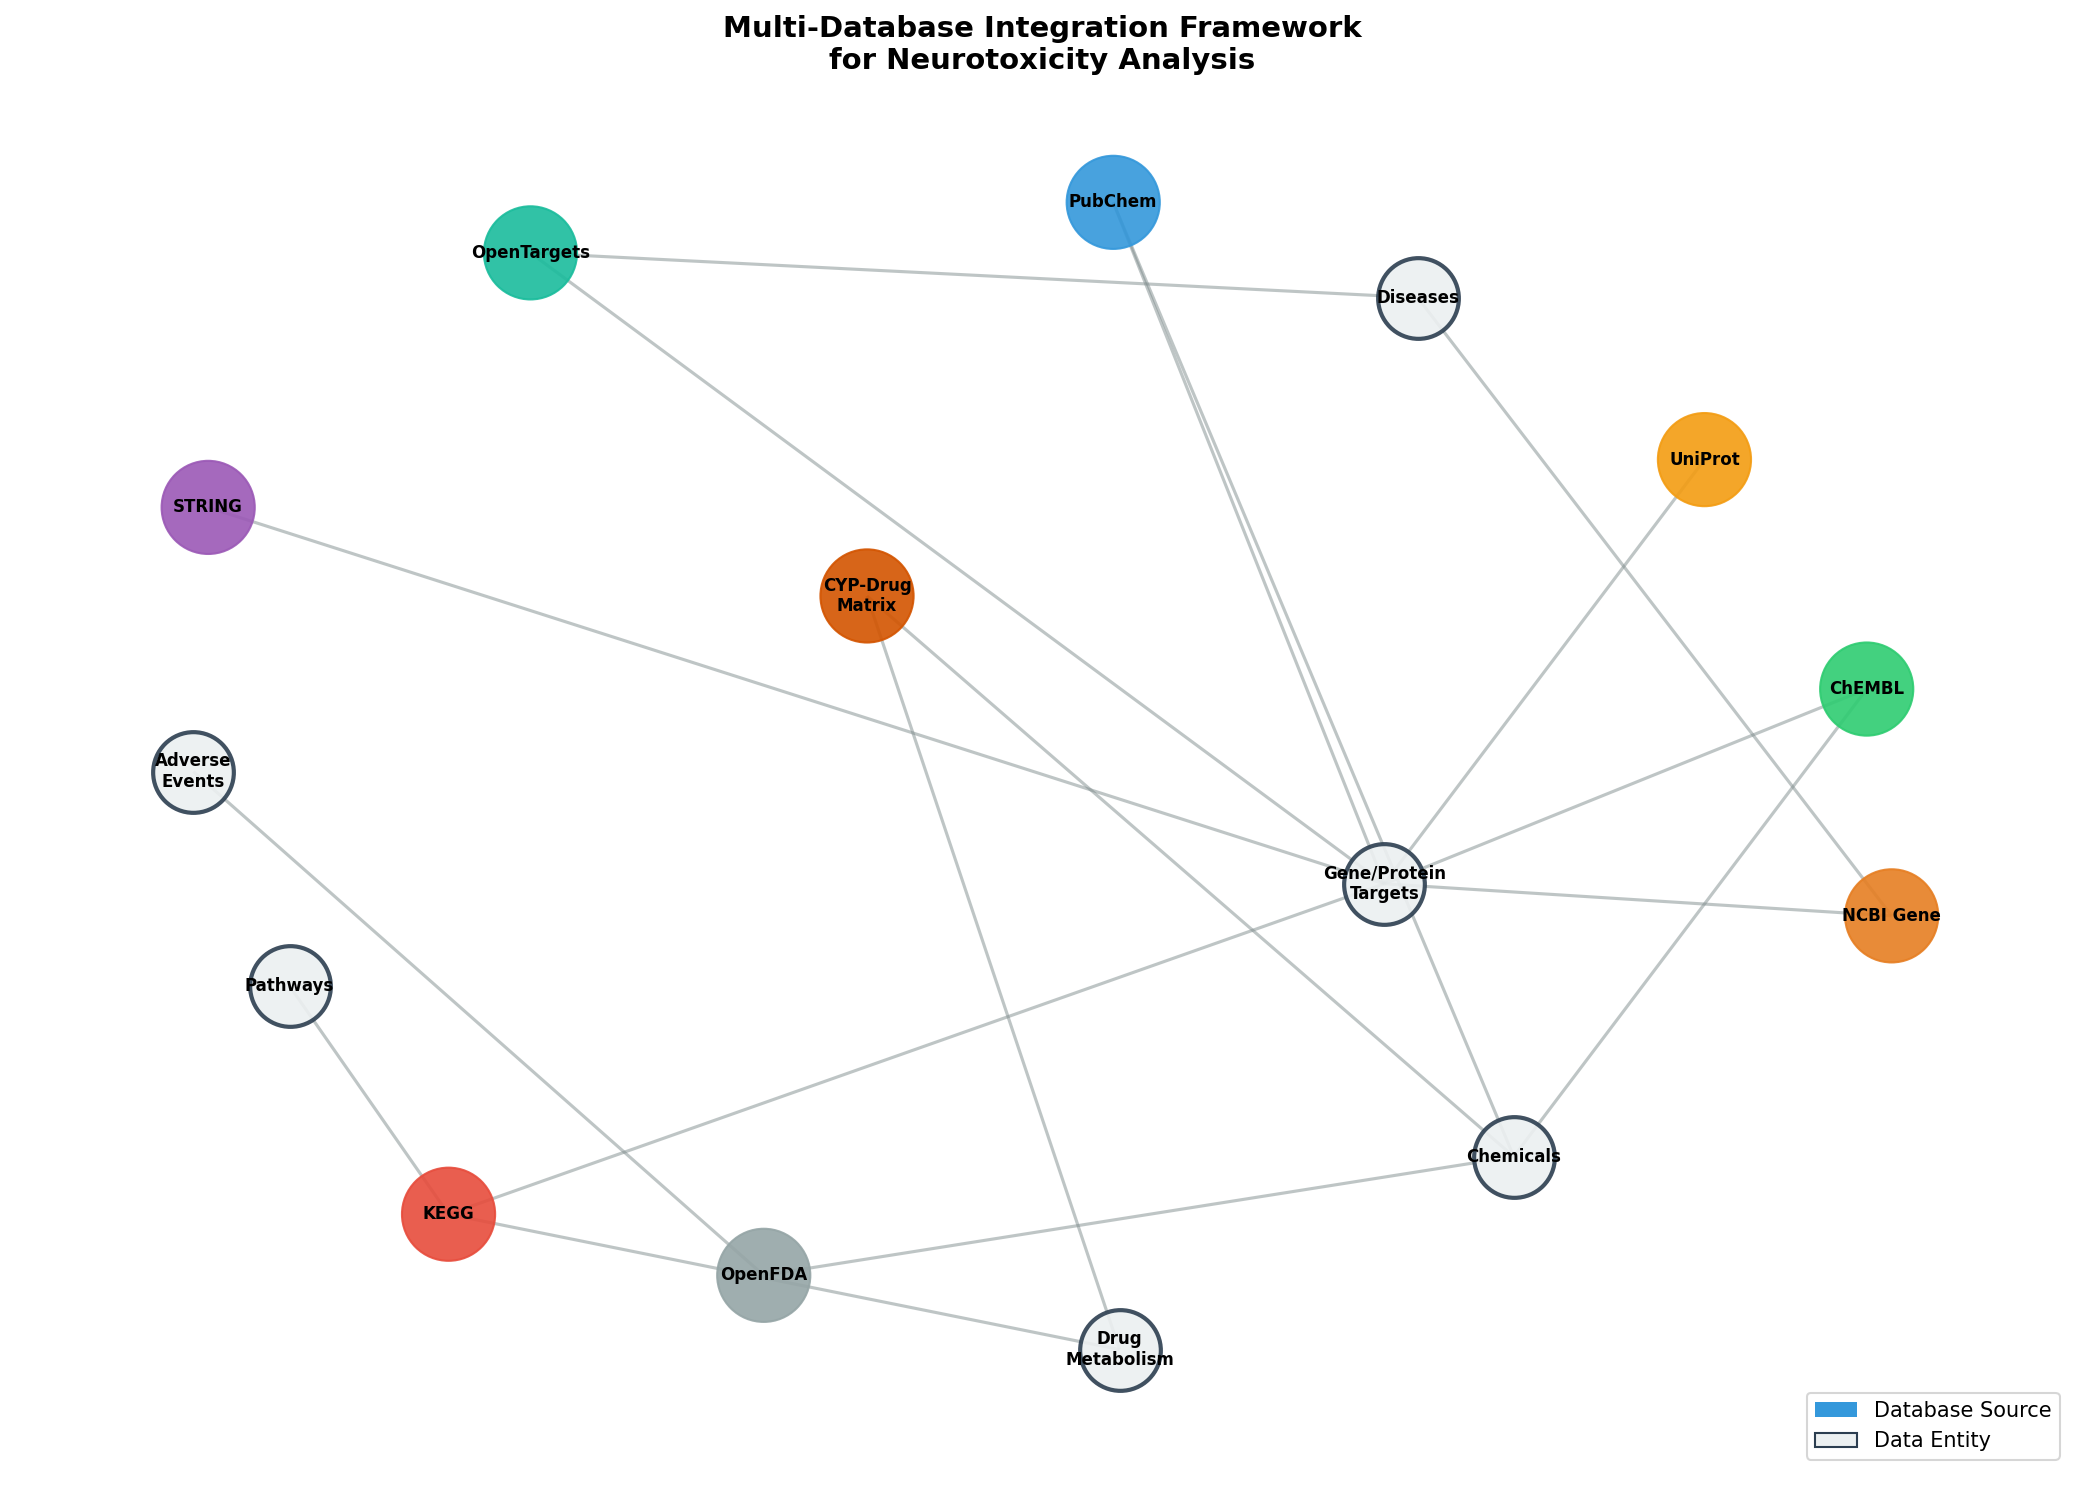 Multi-Database Integration Framework
for Neurotoxicity Analysis
PubChem
OpenTargets
Diseases
UniProt
STRING
CYP-Drug
Matrix
ChEMBL
Adverse
Events
Gene/Protein
Targets
NCBI Gene
Pathways
Chemicals
KEGG
OpenFDA
Drug
Metabolism
Database Source
Data Entity